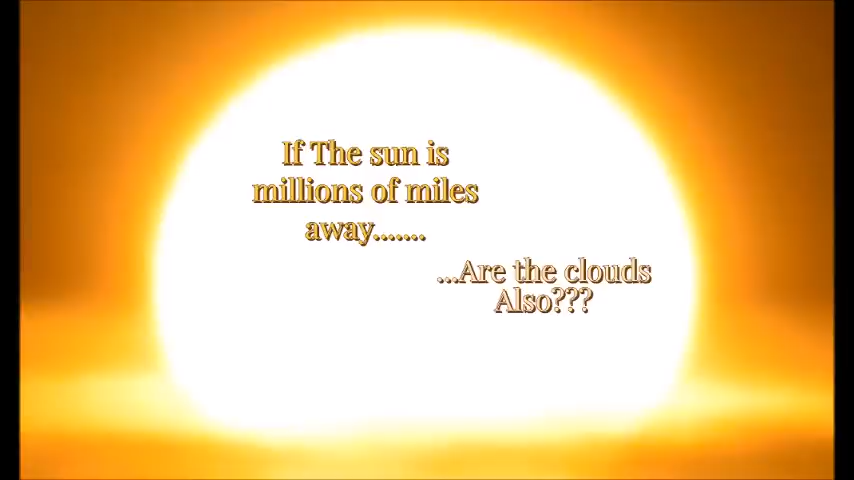 If The sun is
millions of miles
away.......
...Are the clouds
Also???